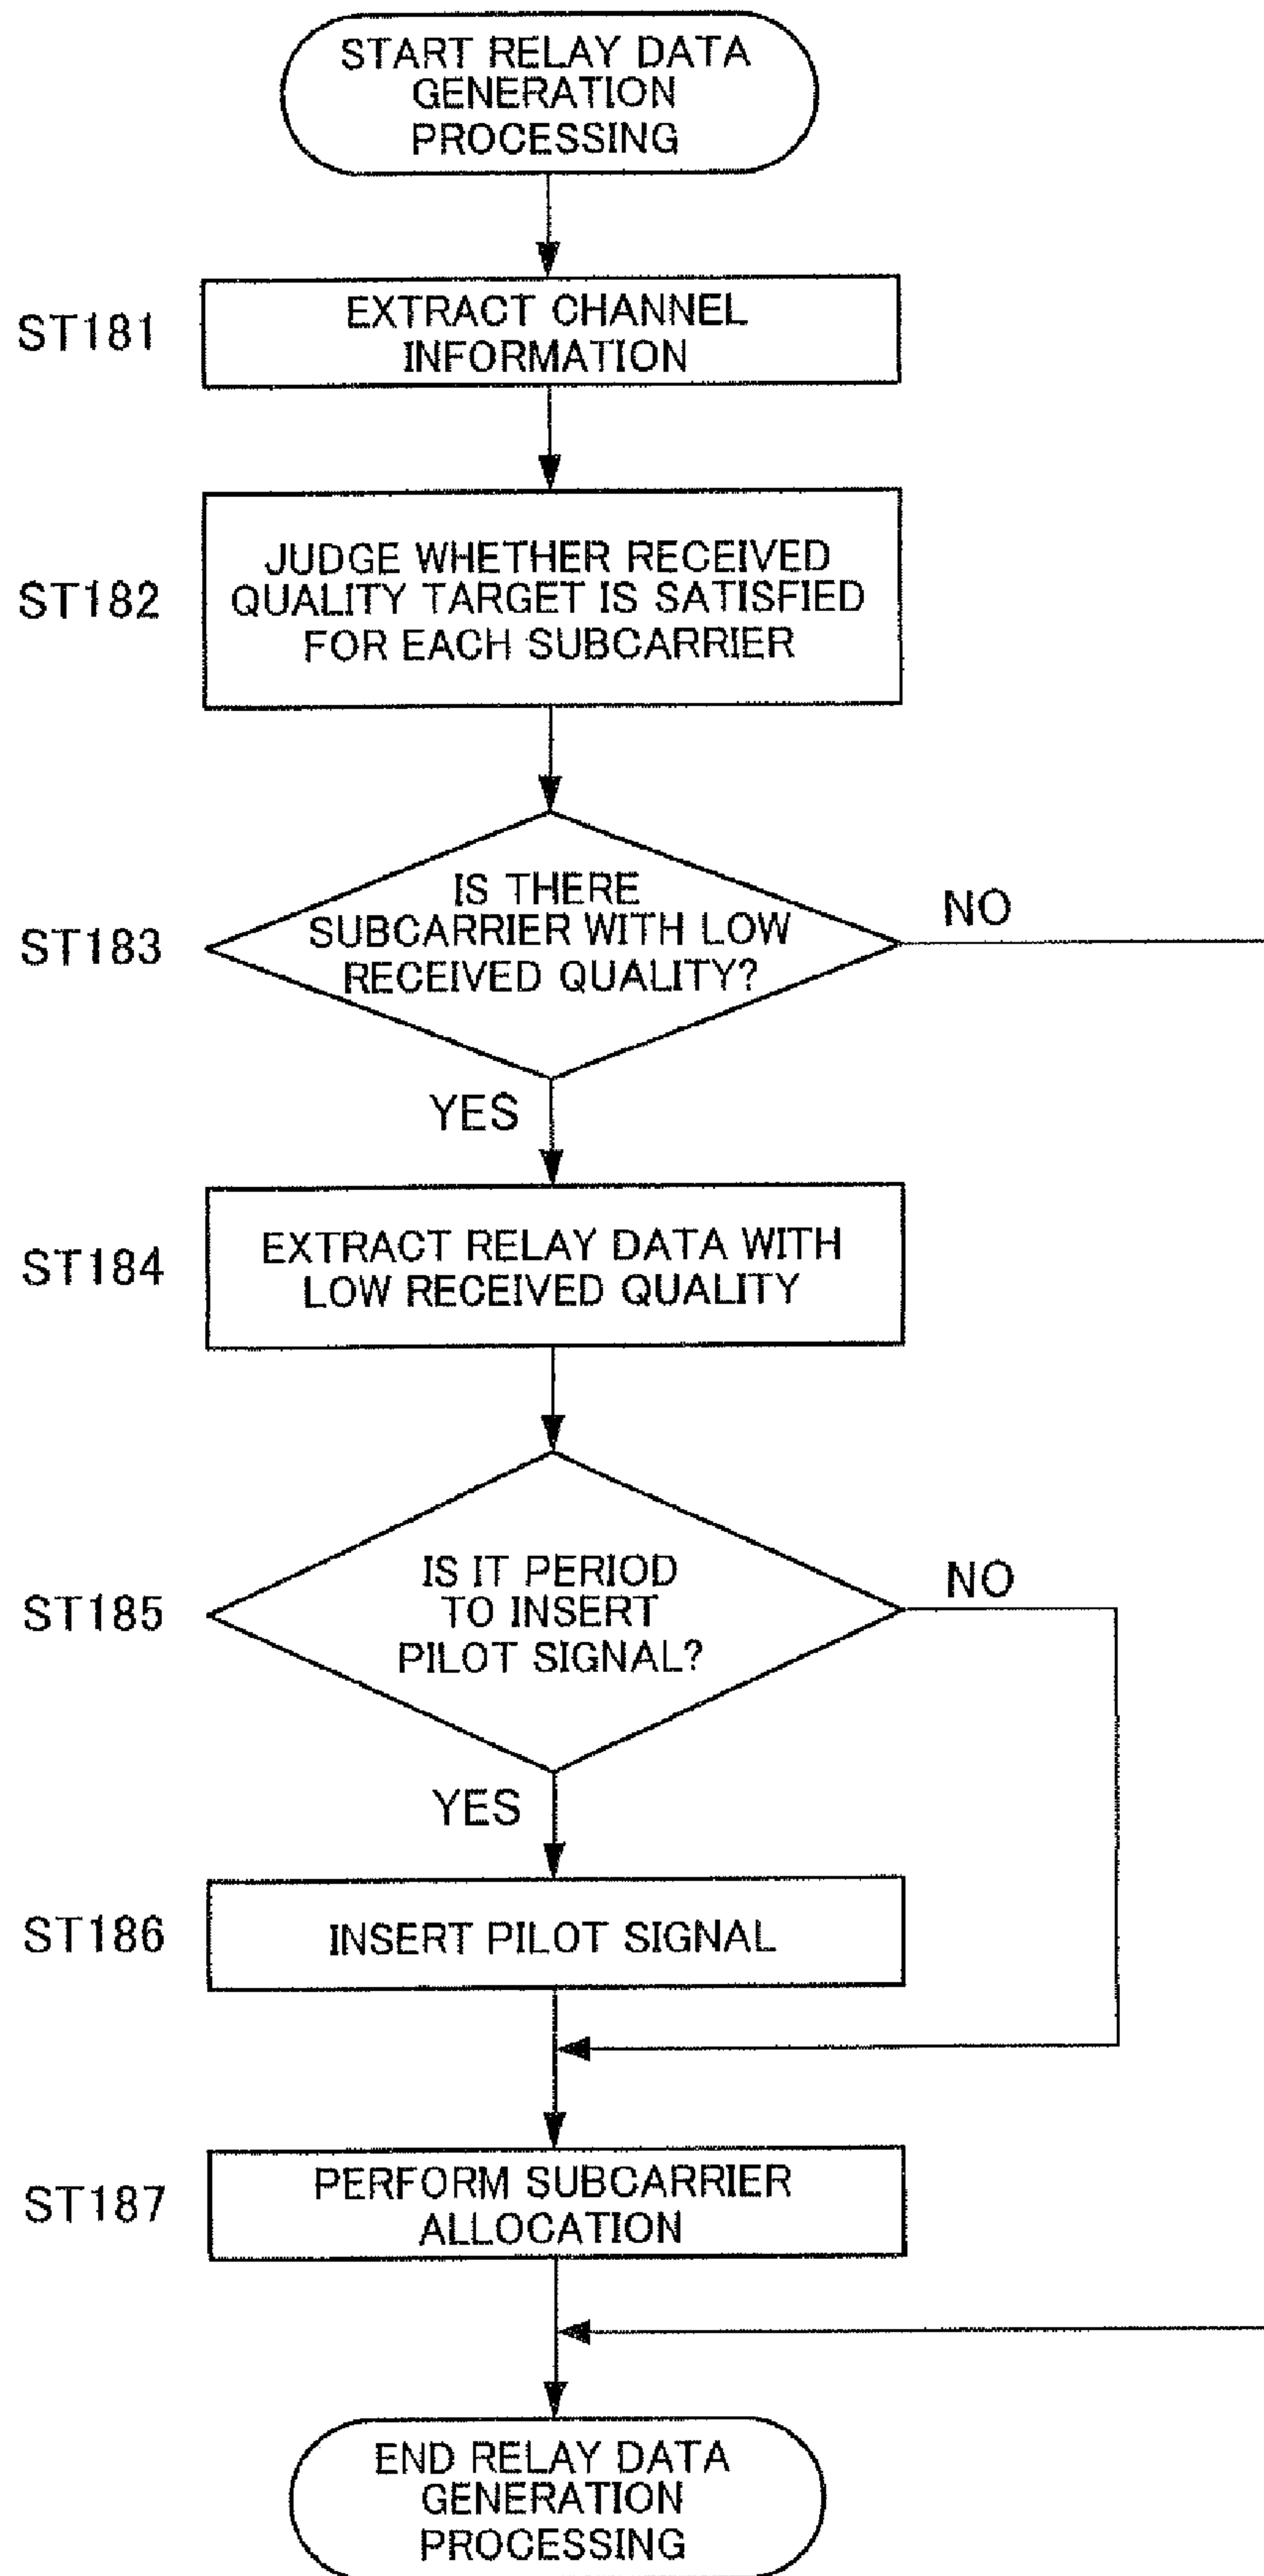 START RELAY DATA
GENERATION
PROCESSING
ST181
EXTRACT CHANNEL
INFORMATION
ST182
JUDGE WHETHER RECEIVED
QUALITY TARGET IS SATISFIED
FOR EACH SUBCARRIER
ST183
IS THERE
SUBCARRIER WITH LOW
RECEIVED QUALITY?
NO
YES
ST184
EXTRACT RELAY DATA WITH
LOW RECEIVED QUALITY
ST185
IS IT PERIOD
TO INSERT
PILOT SIGNAL?
NO
YES
ST186
INSERT PILOT SIGNAL
ST187
PERFORM SUBCARRIER
ALLOCATION
END RELAY DATA
GENERATION
PROCESSING